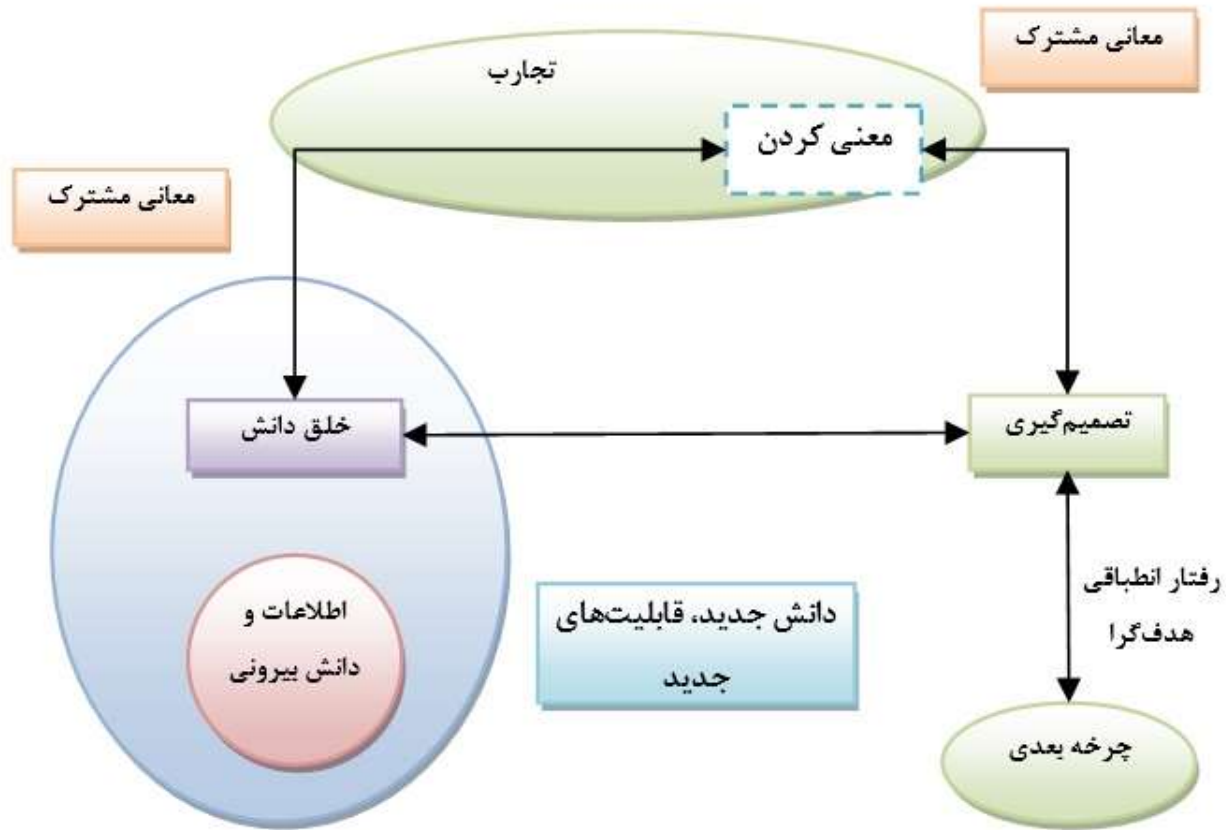 معانی مشترک
تجارب
معنی کردن
معانی مشترک
خلق دانش
تصمیم‌گیری
رفتار انطباقی
هدف‌گرا
اطلاعات و
دانش بیرونی
دانش جدید، قابلیت‌های
جدید
چرخه بعدی